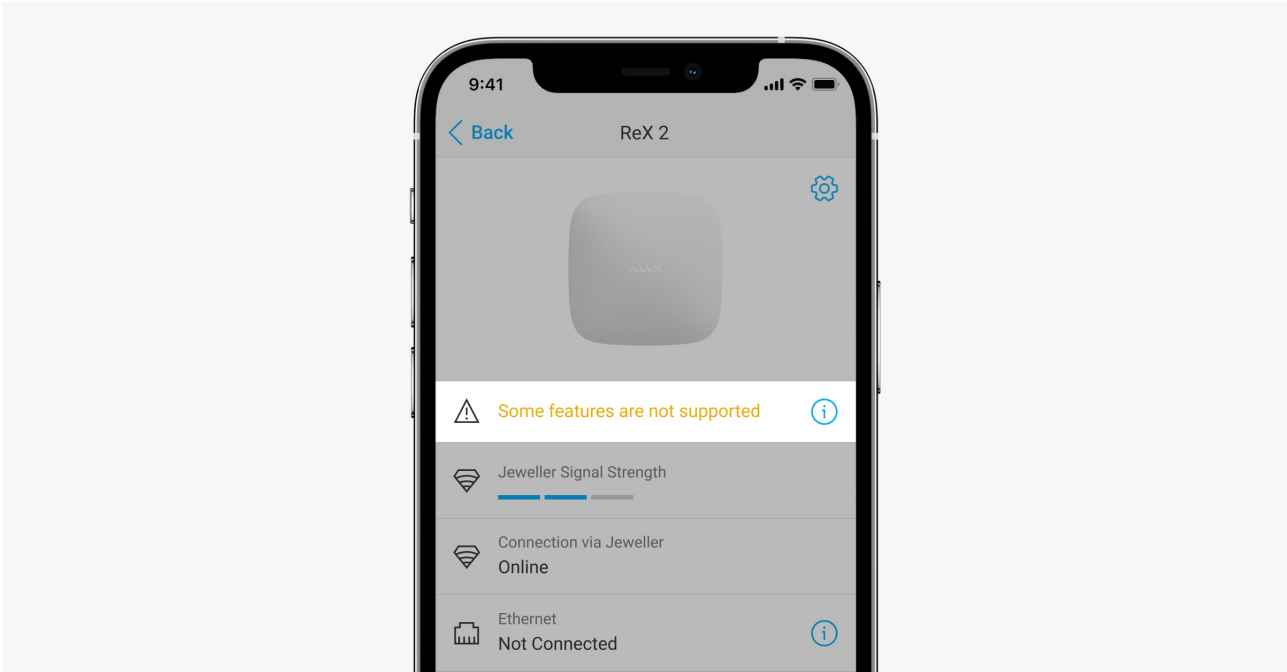 9:41
Back
ReX 2
AJAX
Some features are not supported
Jeweller Signal Strength
Connection via Jeweller
Online
Ethernet
Not Connected